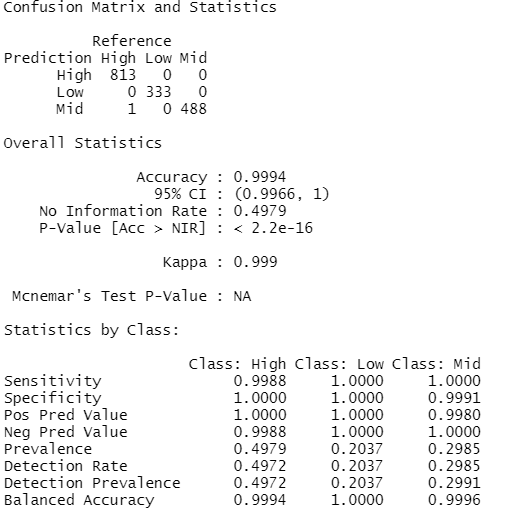 Confusion Matrix and Statistics
Reference
Prediction High Low Mid
High 813 0 0
Low 0 333 0
Mid 1 0 488
Overall Statistics
Accuracy : 0.9994
95% CI : (0.9966, 1)
No Information Rate : 0.4979
P-Value [Acc > NIR] : < 2.2e-16
Kappa : 0.999
Mcnemar's Test P-Value : NA
Statistics by Class:
Class: High Class: Low Class: Mid
Sensitivity 0.9988 1.0000 1.0000
Specificity 1.0000 1.0000 0.9991
Pos Pred Value 1.0000 1.0000 0.9980
Neg Pred Value 0.9988 1.0000 1.0000
Prevalence 0.4979 0.2037 0.2985
Detection Rate 0.4972 0.2037 0.2985
Detection Prevalence 0.4972 0.2037 0.2991
Balanced Accuracy 0.9994 1.0000 0.9996